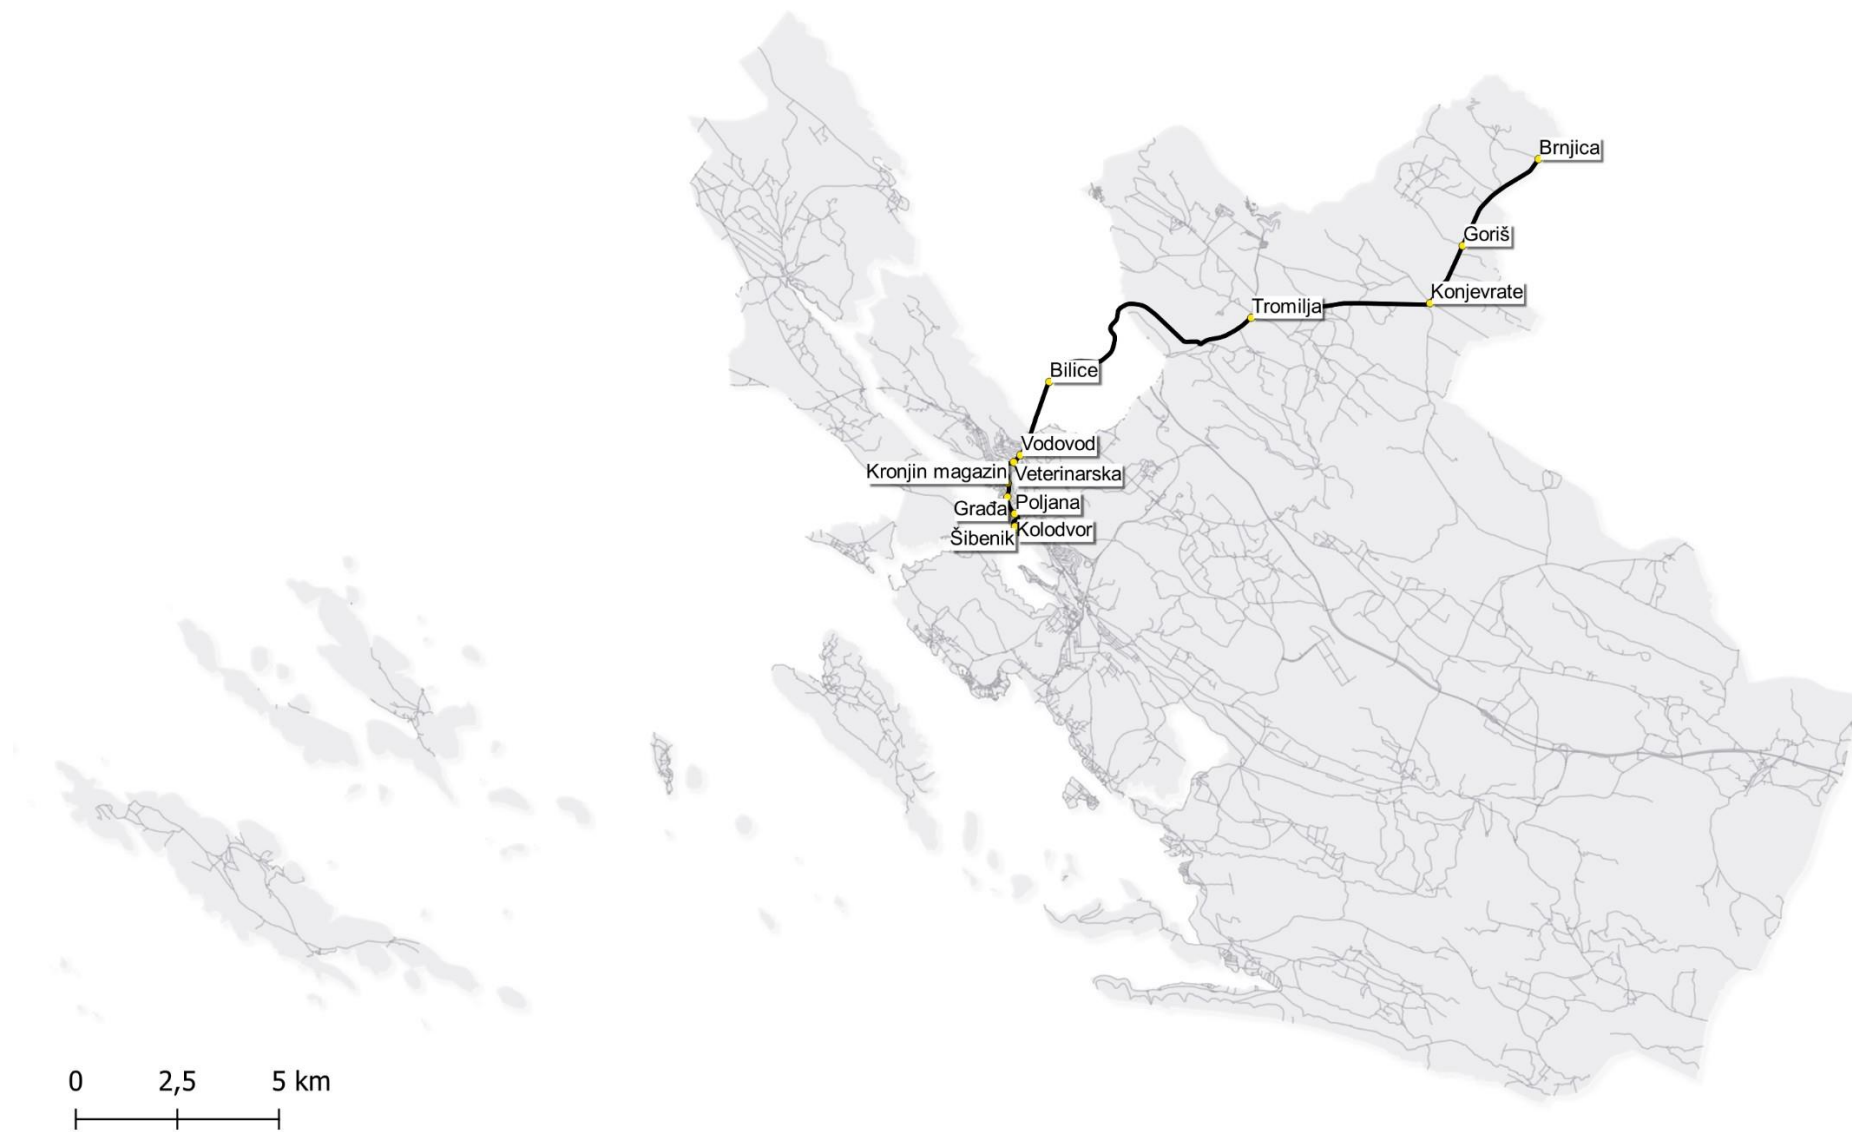 Brnjica
Goriš
Konjevrate
Tromilja
Bilice
Vodovod
Kronjin magazin
Veterinarska
Građa
Poljana
Šibenik
Kolodvor
0 2,5 5 km